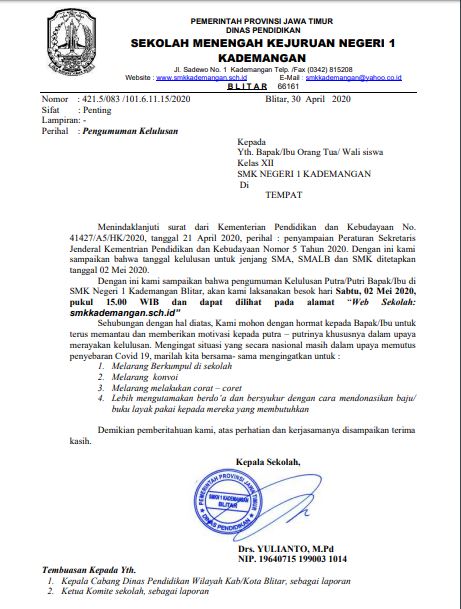 PEMERINTAH PROVINSI JAWA TIMUR
DINAS PENDIDIKAN
SEKOLAH MENENGAH KEJURUAN NEGERI 1
KADEMANGAN
Jl. Sadewo No. 1 Kademangan Telp. /Fax (0342) 815208
Website : www.smkkademangan.sch.id E-Mail : smkkademangan@yahoo.co.id
B L I T A R 66161
Nomor : 421.5/083 /101.6.11.15/2020 Blitar, 30 April 2020
Sifat : Penting
Lampiran: -
Perihal : Pengumuman Kelulusan
Kepada
Yth. Bapak/Ibu Orang Tua/ Wali siswa
Kelas XII
SMK NEGERI 1 KADEMANGAN
Di
TEMPAT
Menindaklanjuti surat dari Kementerian Pendidikan dan Kebudayaan No.
41427/A5/HK/2020, tanggal 21 April 2020, perihal : penyampaian Peraturan Sekretaris
Jenderal Kementrian Pendidikan dan Kebudayaan Nomor 5 Tahun 2020. Dengan ini kami
sampaikan bahwa tanggal kelulusan untuk jenjang SMA, SMALB dan SMK ditetapkan
tanggal 02 Mei 2020.
Dengan ini kami sampaikan bahwa pengumuman Kelulusan Putra/Putri Bapak/Ibu di
SMK Negeri 1 Kademangan Blitar, akan kami laksanakan besok hari Sabtu, 02 Mei 2020,
pukul 15.00 WIB dan dapat dilihat pada alamat “Web Sekolah:
smkkademangan.sch.id”
Sehubungan dengan hal diatas, Kami mohon dengan hormat kepada Bapak/Ibu untuk
terus memantau dan memberikan motivasi kepada putra – putrinya khususnya dalam upaya
merayakan kelulusan. Mengingat situasi yang secara nasional masih dalam upaya memutus
penyebaran Covid 19, marilah kita bersama- sama mengingatkan untuk :
1. Melarang Berkumpul di sekolah
2. Melarang konvoi
3. Melarang melakukan corat – coret
4. Lebih mengutamakan berdo’a dan bersyukur dengan cara mendonasikan baju/
buku layak pakai kepada mereka yang membutuhkan
Demikian pemberitahuan kami, atas perhatian dan kerjasamanya disampaikan terima
kasih.
Kepala Sekolah,
PEMERINTAH PROVINSI JAWA TIMUR
SMKN 1 KADEMANGAN
BLITAR
DINAS PENDIDIKAN
Drs. YULIANTO, M.Pd
NIP. 19640715 199003 1014
Tembuasan Kepada Yth.
1. Kepala Cabang Dinas Pendidikan Wilayah Kab/Kota Blitar, sebagai laporan
2. Ketua Komite sekolah, sebagai laporan